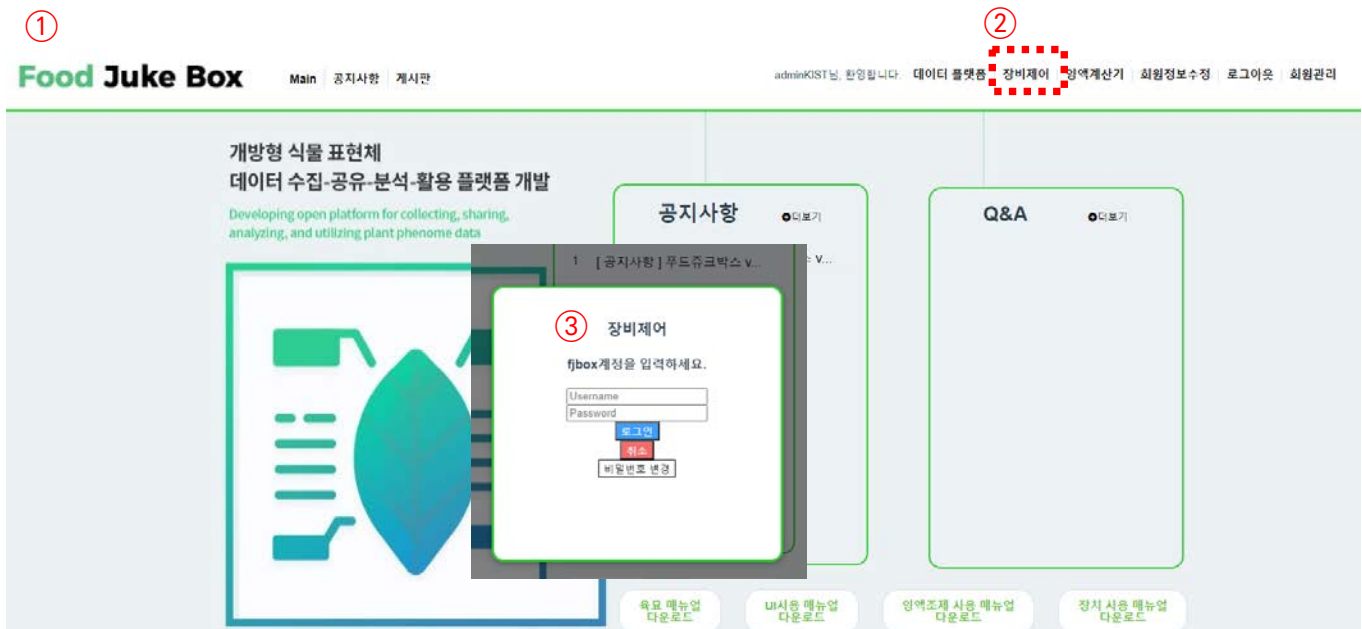 ①
②
Food Juke Box
Main 공지사항 게시판
adminKIST님, 환영합니다. 데이터 플랫폼 장비제어 양액계산기 회원정보수정 로그아웃 회원관리
개방형 식물 표현체
데이터 수집-공유-분석-활용 플랫폼 개발
Developing open platform for collecting, sharing,
analyzing, and utilizing plant phenome data
공지사항 더보기
1 [ 공지사항 ] 푸드쥬크박스 v...
스 v...
Q&A 더보기
③ 장비제어
fjbox계정을 입력하세요.
Username
Password
로그인
취소
비밀번호 변경
육묘 매뉴얼
다운로드
UI사용 매뉴얼
다운로드
양액조제 사용 매뉴얼
다운로드
장치 사용 매뉴얼
다운로드